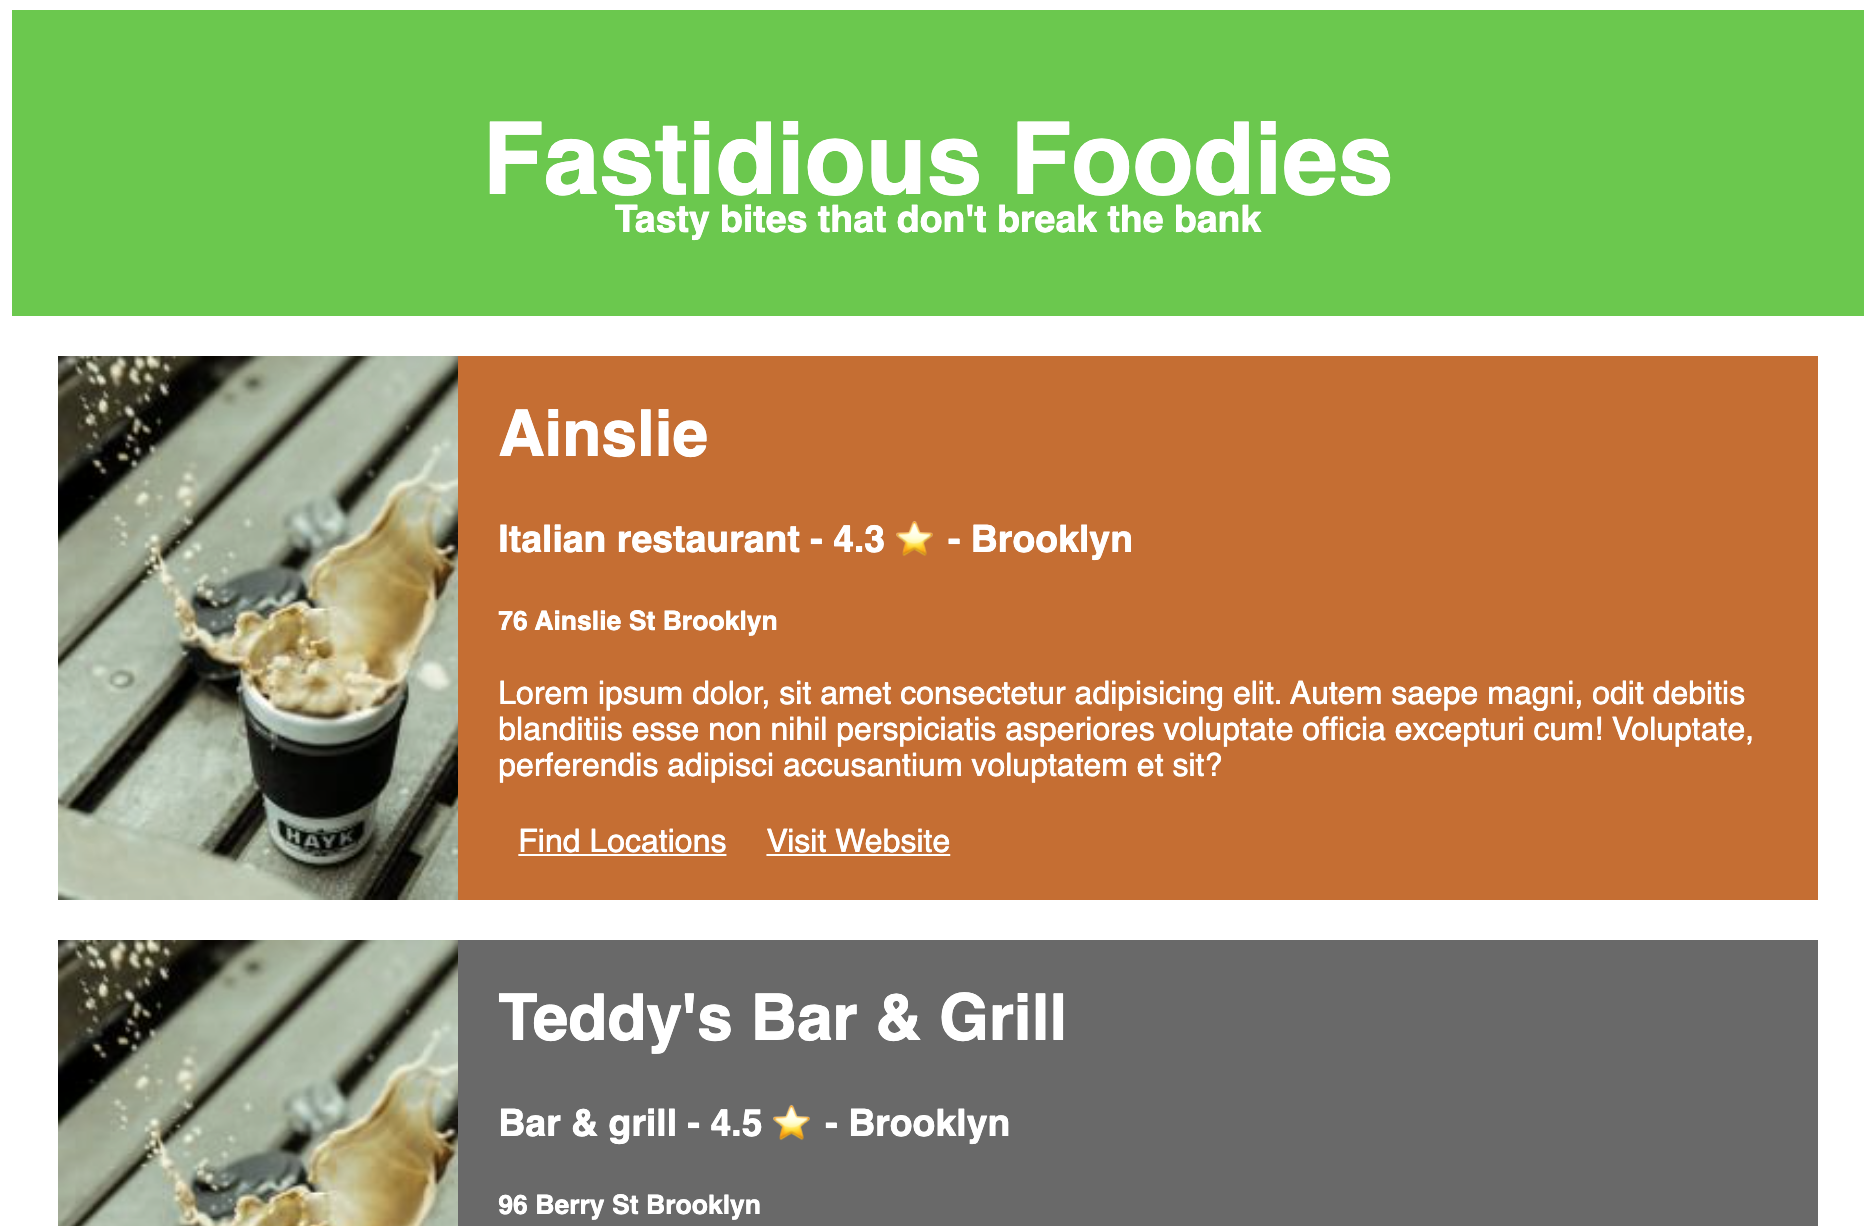 Fastidious Foodies
Tasty bites that don't break the bank
Ainslie
Italian restaurant - 4.3 ⭐ - Brooklyn
76 Ainslie St Brooklyn
Lorem ipsum dolor, sit amet consectetur adipisicing elit. Autem saepe magni, odit debitis
blanditiis esse non nihil perspiciatis asperiores voluptate officia excepturi cum! Voluptate,
perferendis adipisci accusantium voluptatem et sit?
HAYK
Find Locations Visit Website
Teddy's Bar & Grill
Bar & grill - 4.5 ⭐ - Brooklyn
96 Berry St Brooklyn